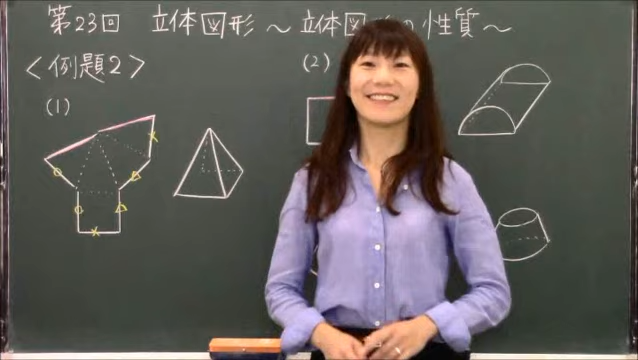 第23回 立体図形 ～ 立体図形の性質 ～
<例題2>
(1)
(2)